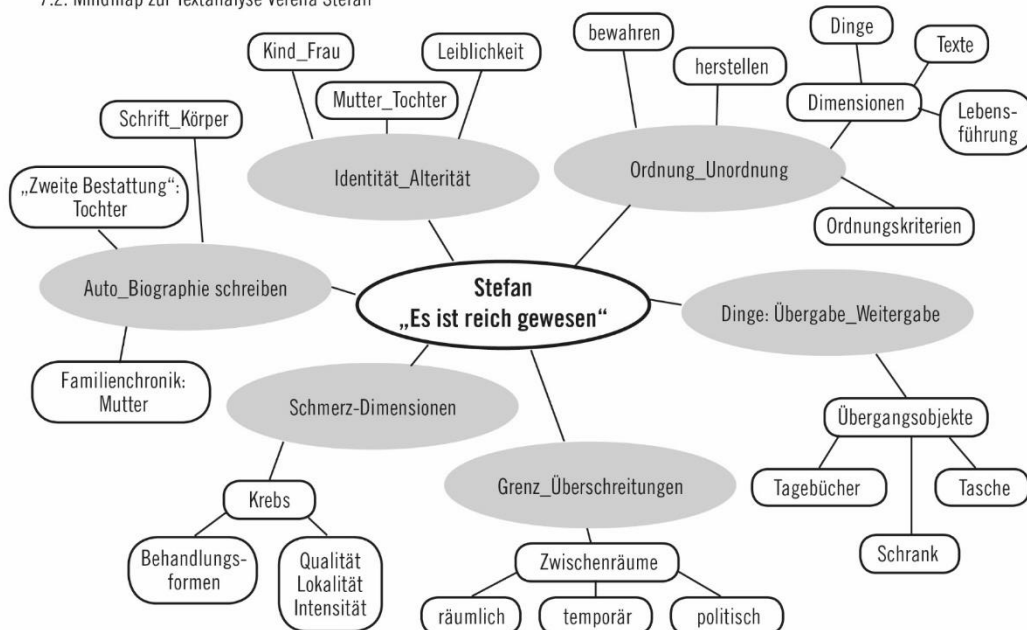 7.2. Mindmap zur Textanalyse Verena Stefan
Kind_Frau
Leiblichkeit
Mutter_Tochter
Identität_Alterität
bewahren
herstellen
Dinge
Texte
Dimensionen
Lebens-
führung
Ordnung_Unordnung
Ordnungskriterien
Schrift_Körper
„Zweite Bestattung“:
Tochter
Auto_Biographie schreiben
Familienchronik:
Mutter
Stefan
„Es ist reich gewesen“
Dinge: Übergabe_Weitergabe
Übergangsobjekte
Tagebücher
Tasche
Schrank
Schmerz-Dimensionen
Krebs
Behandlungs-
formen
Qualität
Lokalität
Intensität
Grenz_Überschreitungen
Zwischenräume
räumlich
temporär
politisch